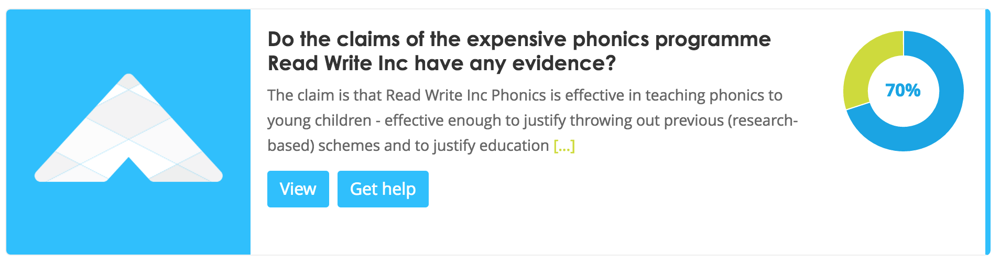 Do the claims of the expensive phonics programme
Read Write Inc have any evidence?
The claim is that Read Write Inc Phonics is effective in teaching phonics to
young children - effective enough to justify throwing out previous (research-
based) schemes and to justify education [...]
View
Get help
70%